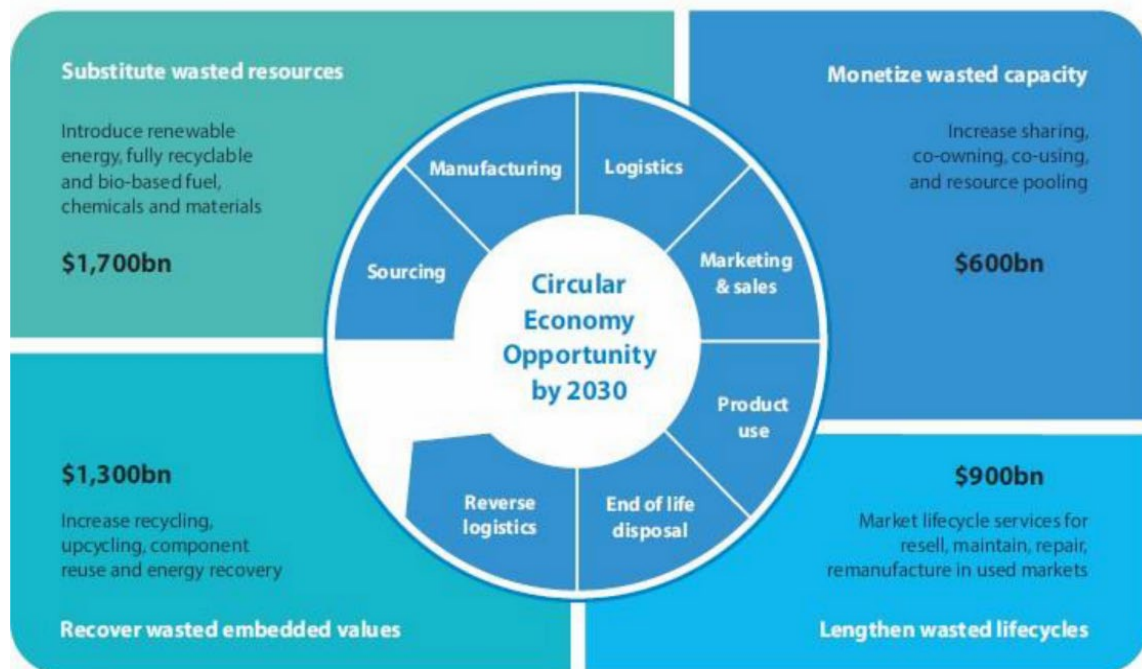 Substitute wasted resources
Introduce renewable
energy, fully recyclable
and bio-based fuel,
chemicals and materials
$1,700bn
Monetize wasted capacity
Increase sharing,
co-owning, co-using,
and resource pooling
$600bn
Manufacturing
Logistics
Sourcing
Marketing
& sales
Circular
Economy
Opportunity
by 2030
Product
use
Reverse
logistics
End of life
disposal
$1,300bn
Increase recycling,
upcycling, component
reuse and energy recovery
Recover wasted embedded values
$900bn
Market lifecycle services for
resell, maintain, repair,
remanufacture in used markets
Lengthen wasted lifecycles